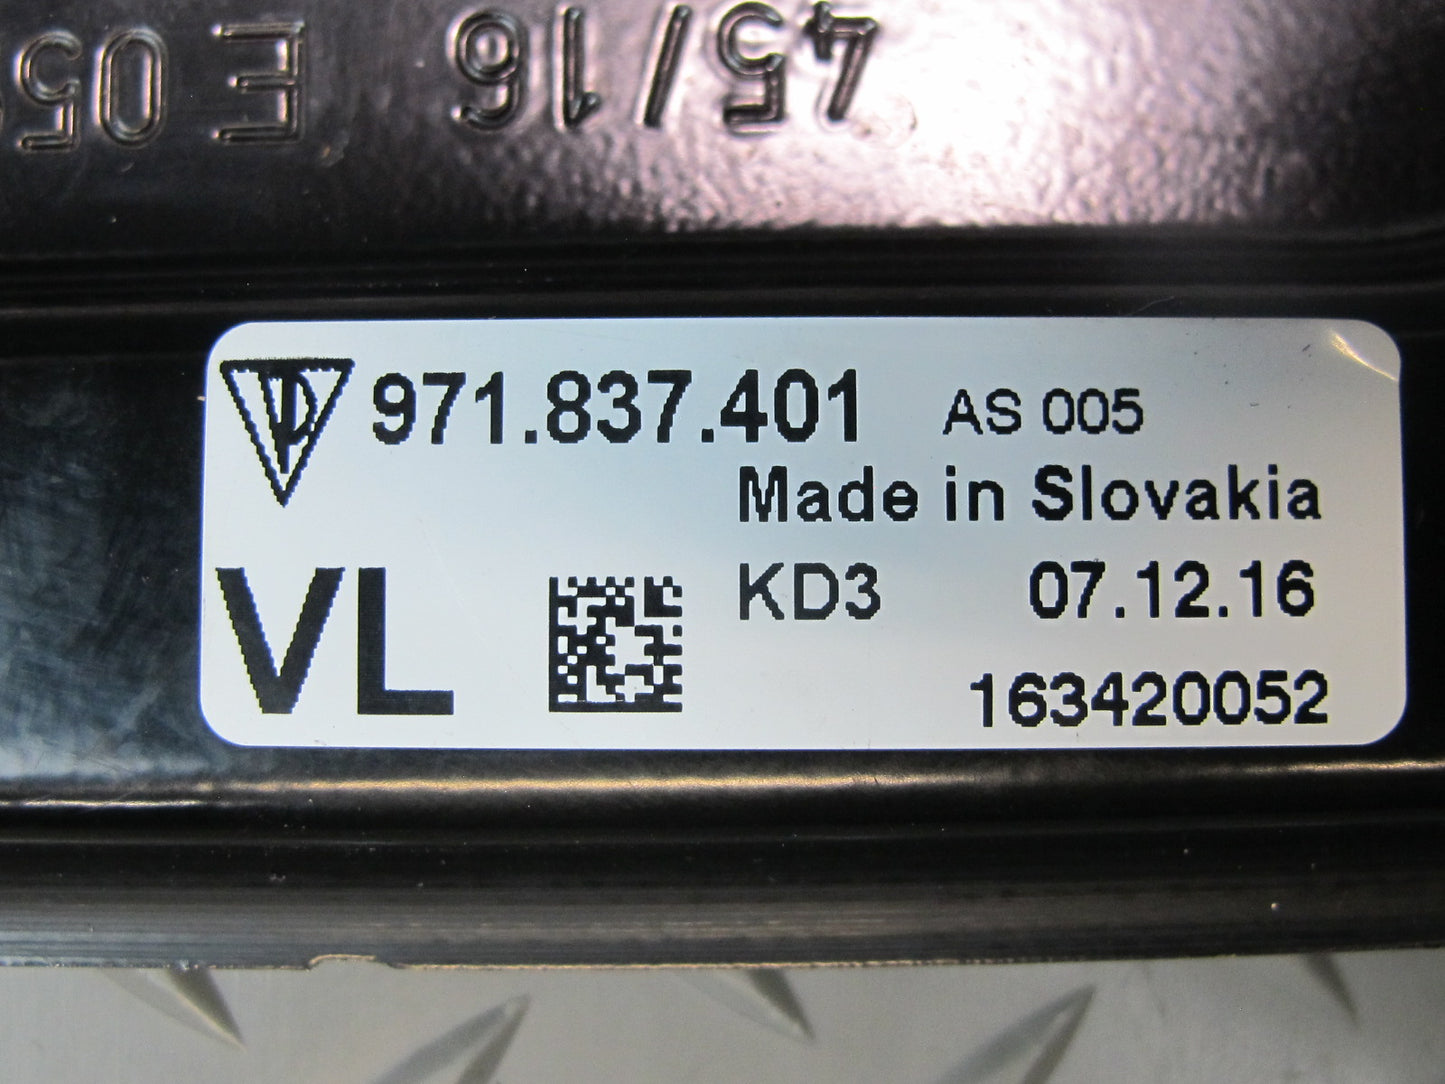 45/16 E 05
971.837.401 AS 005
Made in Slovakia
VL KD3 07.12.16
163420052